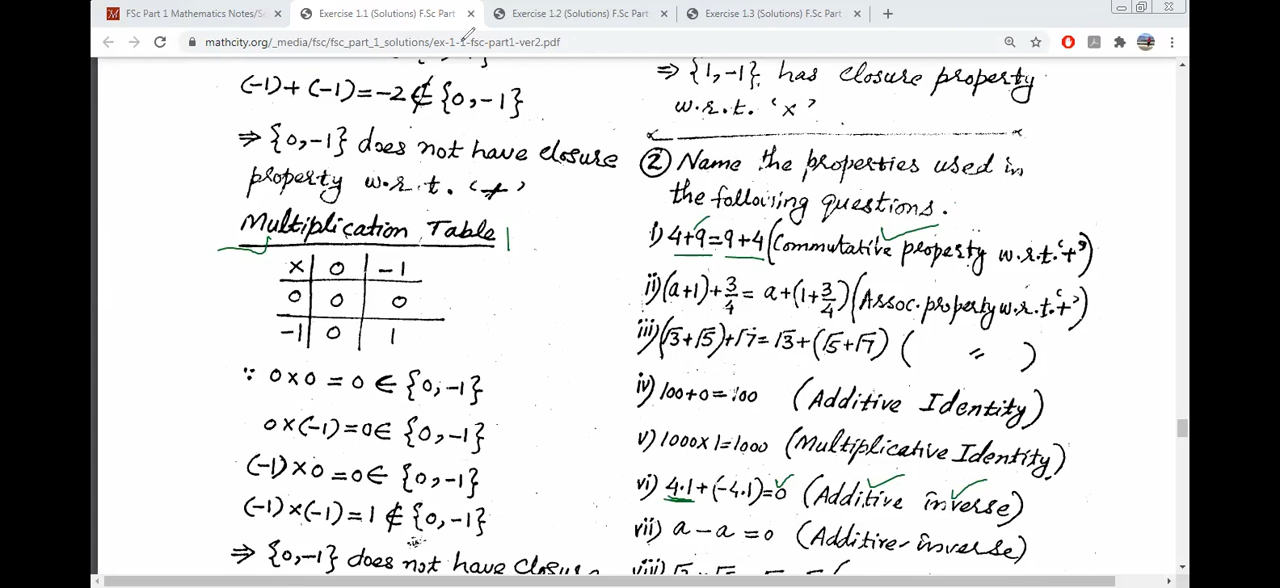 FSc Part 1 Mathematics Notes/So
Exercise 1.1 (Solutions) F.Sc Part
Exercise 1.2 (Solutions) F.Sc Part
Exercise 1.3 (Solutions) F.Sc Part
mathcity.org/_media/fsc/fsc_part_1_solutions/ex-1-1-fsc-part1-ver2.pdf
(-1)+(-1)=-2∉{0,-1}
⇒ {0,-1} does not have closure
property w.r.t. '+'
Multiplication Table
× 0 -1
0 0 0
-1 0 1
∵ 0×0=0∈{0,-1}
0×(-1)=0∈{0,-1}
(-1)×0=0∈{0,-1}
(-1)×(-1)=1∉{0,-1}
⇒ {0,-1} does not have closure
⇒ {1,-1} has closure property
w.r.t. '×'
② Name the properties used in
the following questions.
i) 4+9=9+4 (Commutative property w.r.t. '+')
ii) (a+1)+3/4=a+(1+3/4) (Assoc. property w.r.t. '+')
iii) (√3+√5)+√7=√3+(√5+√7) ( 〃 )
iv) 100+0=100 (Additive Identity)
v) 1000×1=1000 (Multiplicative Identity)
vi) 4.1+(-4.1)=0 (Additive inverse)
vii) a-a=0 (Additive inverse)